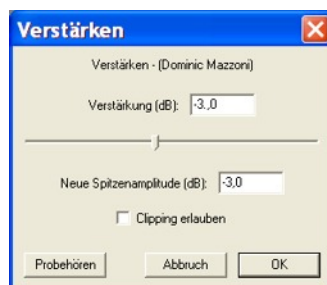 Verstärken
Verstärken - (Dominic Mazzoni)
Verstärkung (dB): -3.,0
Neue Spitzenamplitude (dB): -3,0
Clipping erlauben
Probehören Abbruch OK